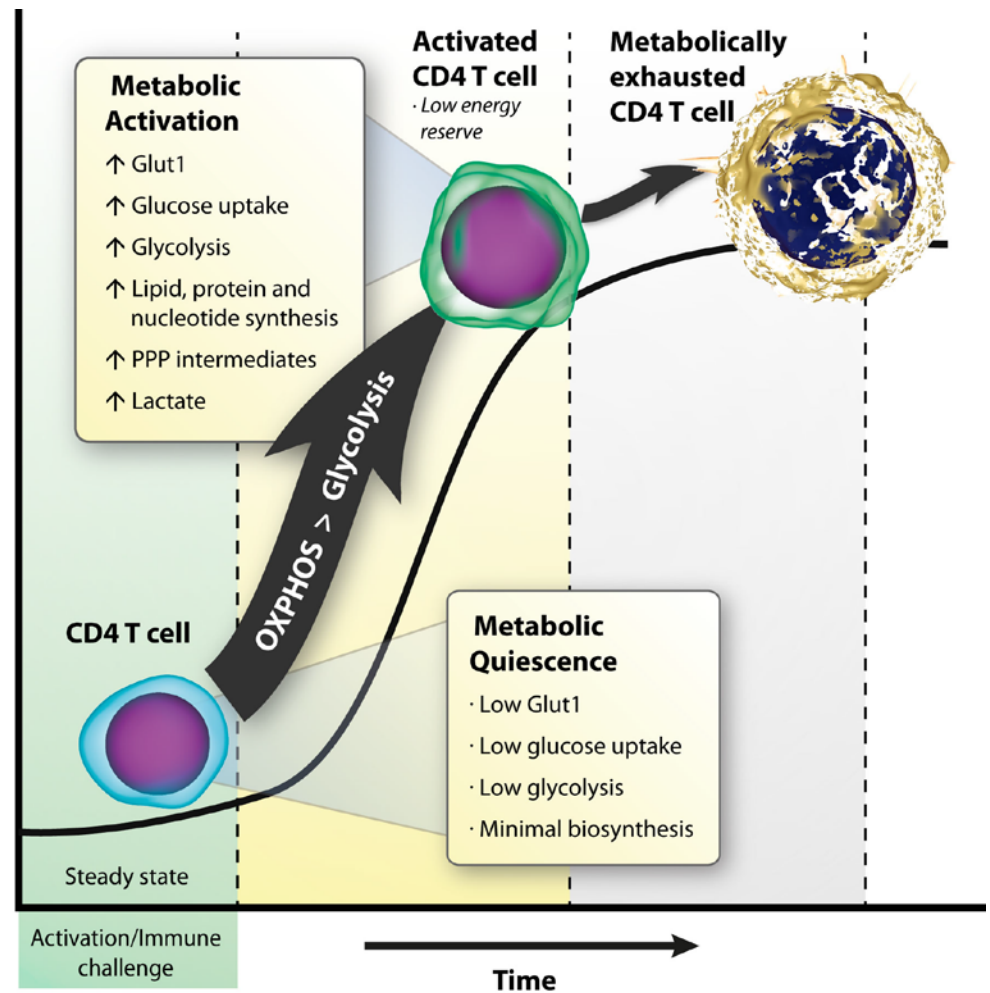 Metabolic
Activation
↑ Glut1
↑ Glucose uptake
↑ Glycolysis
↑ Lipid, protein and
nucleotide synthesis
↑ PPP intermediates
↑ Lactate
Activated
CD4 T cell
· Low energy
reserve
Metabolically
exhausted
CD4 T cell
OXPHOS > Glycolysis
CD4 T cell
Metabolic
Quiescence
· Low Glut1
· Low glucose uptake
· Low glycolysis
· Minimal biosynthesis
Steady state
Activation/Immune
challenge
Time